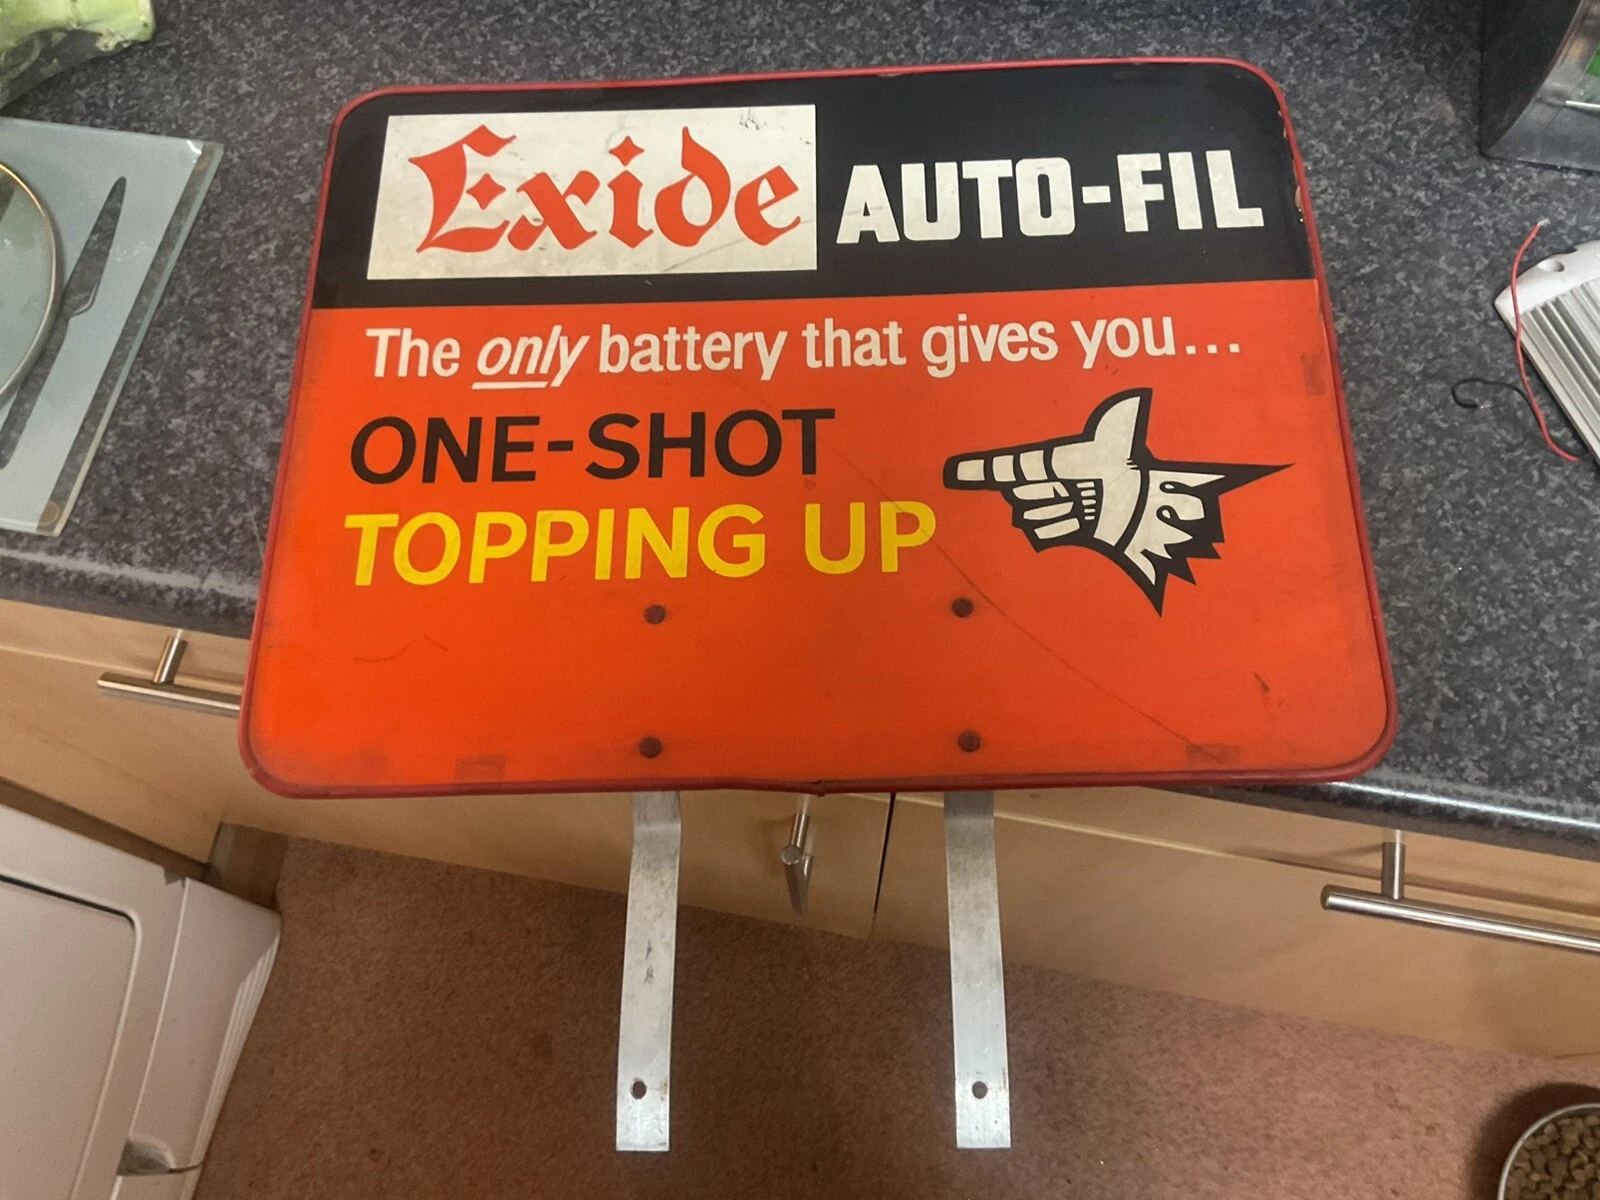 Exide AUTO-FIL
The only battery that gives you...
ONE-SHOT
TOPPING UP